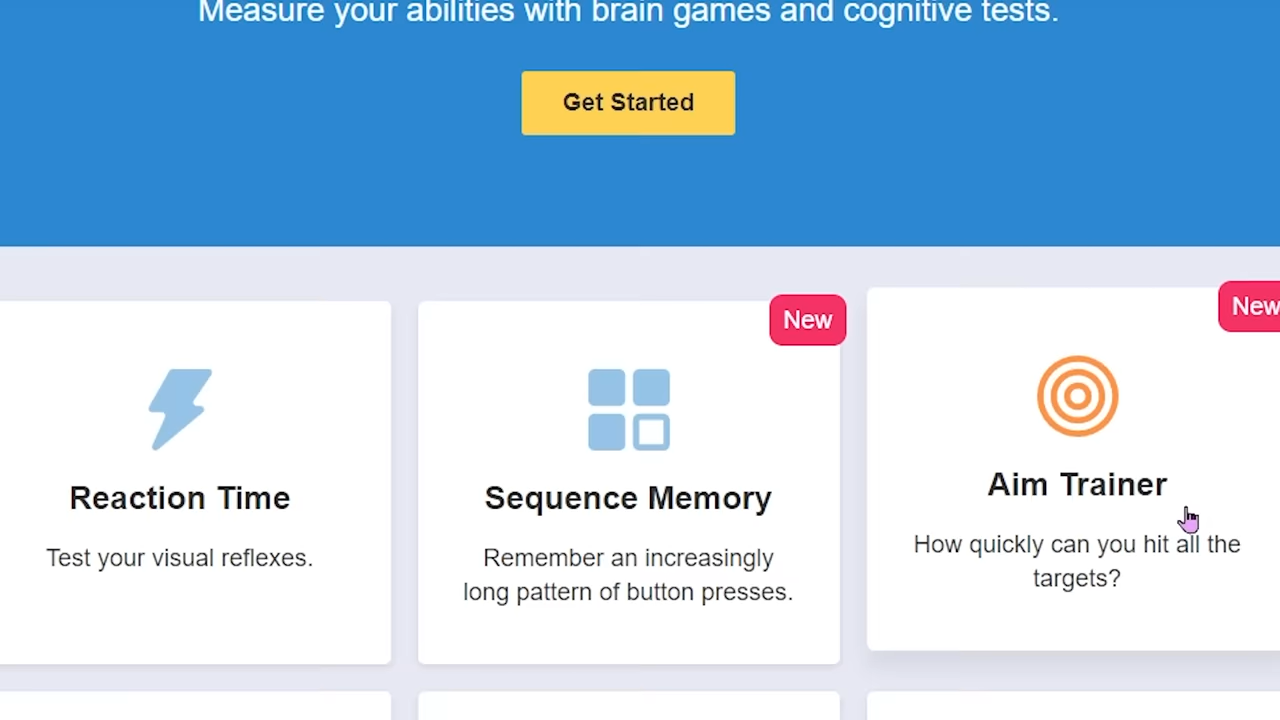 Measure your abilities with brain games and cognitive tests.
Get Started
New
New
Reaction Time
Test your visual reflexes.
Sequence Memory
Remember an increasingly
long pattern of button presses.
Aim Trainer
How quickly can you hit all the
targets?